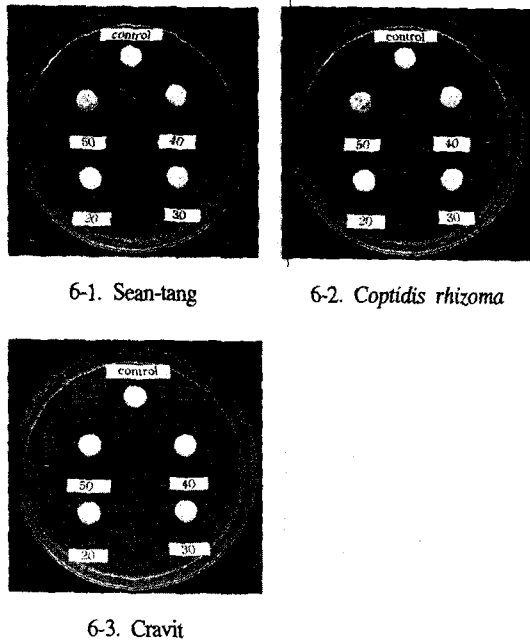 control
50 40
20 30
6-1. Sean-tang
control
50 40
20 30
6-2. Coptidis rhizoma
control
50 40
20 30
6-3. Cravit